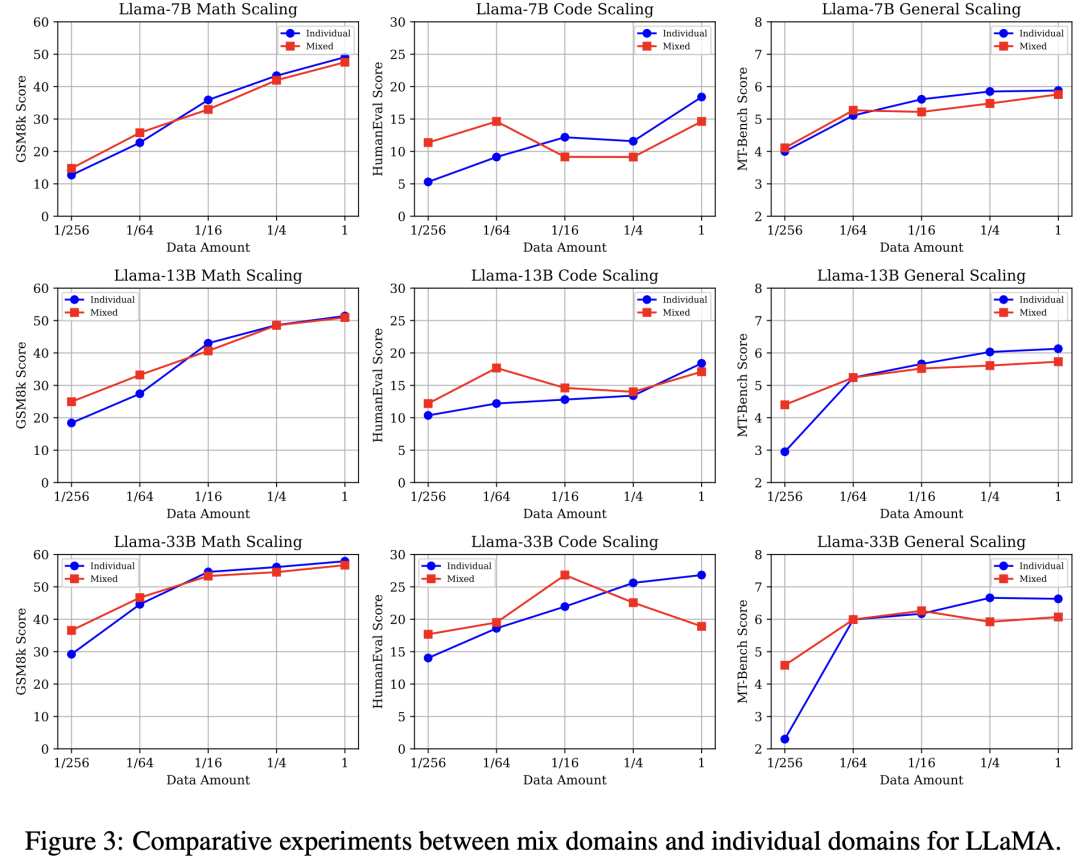 Llama-7B Math Scaling
60
50
40
30
20
10
0
GSM8k Score
Individual
Mixed
1/256 1/64 1/16 1/4 1
Data Amount
Llama-7B Code Scaling
30
25
20
15
10
5
0
HumanEval Score
Individual
Mixed
1/256 1/64 1/16 1/4 1
Data Amount
Llama-7B General Scaling
8
7
6
5
4
3
2
MT-Bench Score
Individual
Mixed
1/256 1/64 1/16 1/4 1
Data Amount
Llama-13B Math Scaling
60
50
40
30
20
10
0
GSM8k Score
Individual
Mixed
1/256 1/64 1/16 1/4 1
Data Amount
Llama-13B Code Scaling
30
25
20
15
10
5
0
HumanEval Score
Individual
Mixed
1/256 1/64 1/16 1/4 1
Data Amount
Llama-13B General Scaling
8
7
6
5
4
3
2
MT-Bench Score
Individual
Mixed
1/256 1/64 1/16 1/4 1
Data Amount
Llama-33B Math Scaling
60
50
40
30
20
10
0
GSM8k Score
Individual
Mixed
1/256 1/64 1/16 1/4 1
Data Amount
Llama-33B Code Scaling
30
25
20
15
10
5
0
HumanEval Score
Individual
Mixed
1/256 1/64 1/16 1/4 1
Data Amount
Llama-33B General Scaling
8
7
6
5
4
3
2
MT-Bench Score
Individual
Mixed
1/256 1/64 1/16 1/4 1
Data Amount
Figure 3: Comparative experiments between mix domains and individual domains for LLaMA.